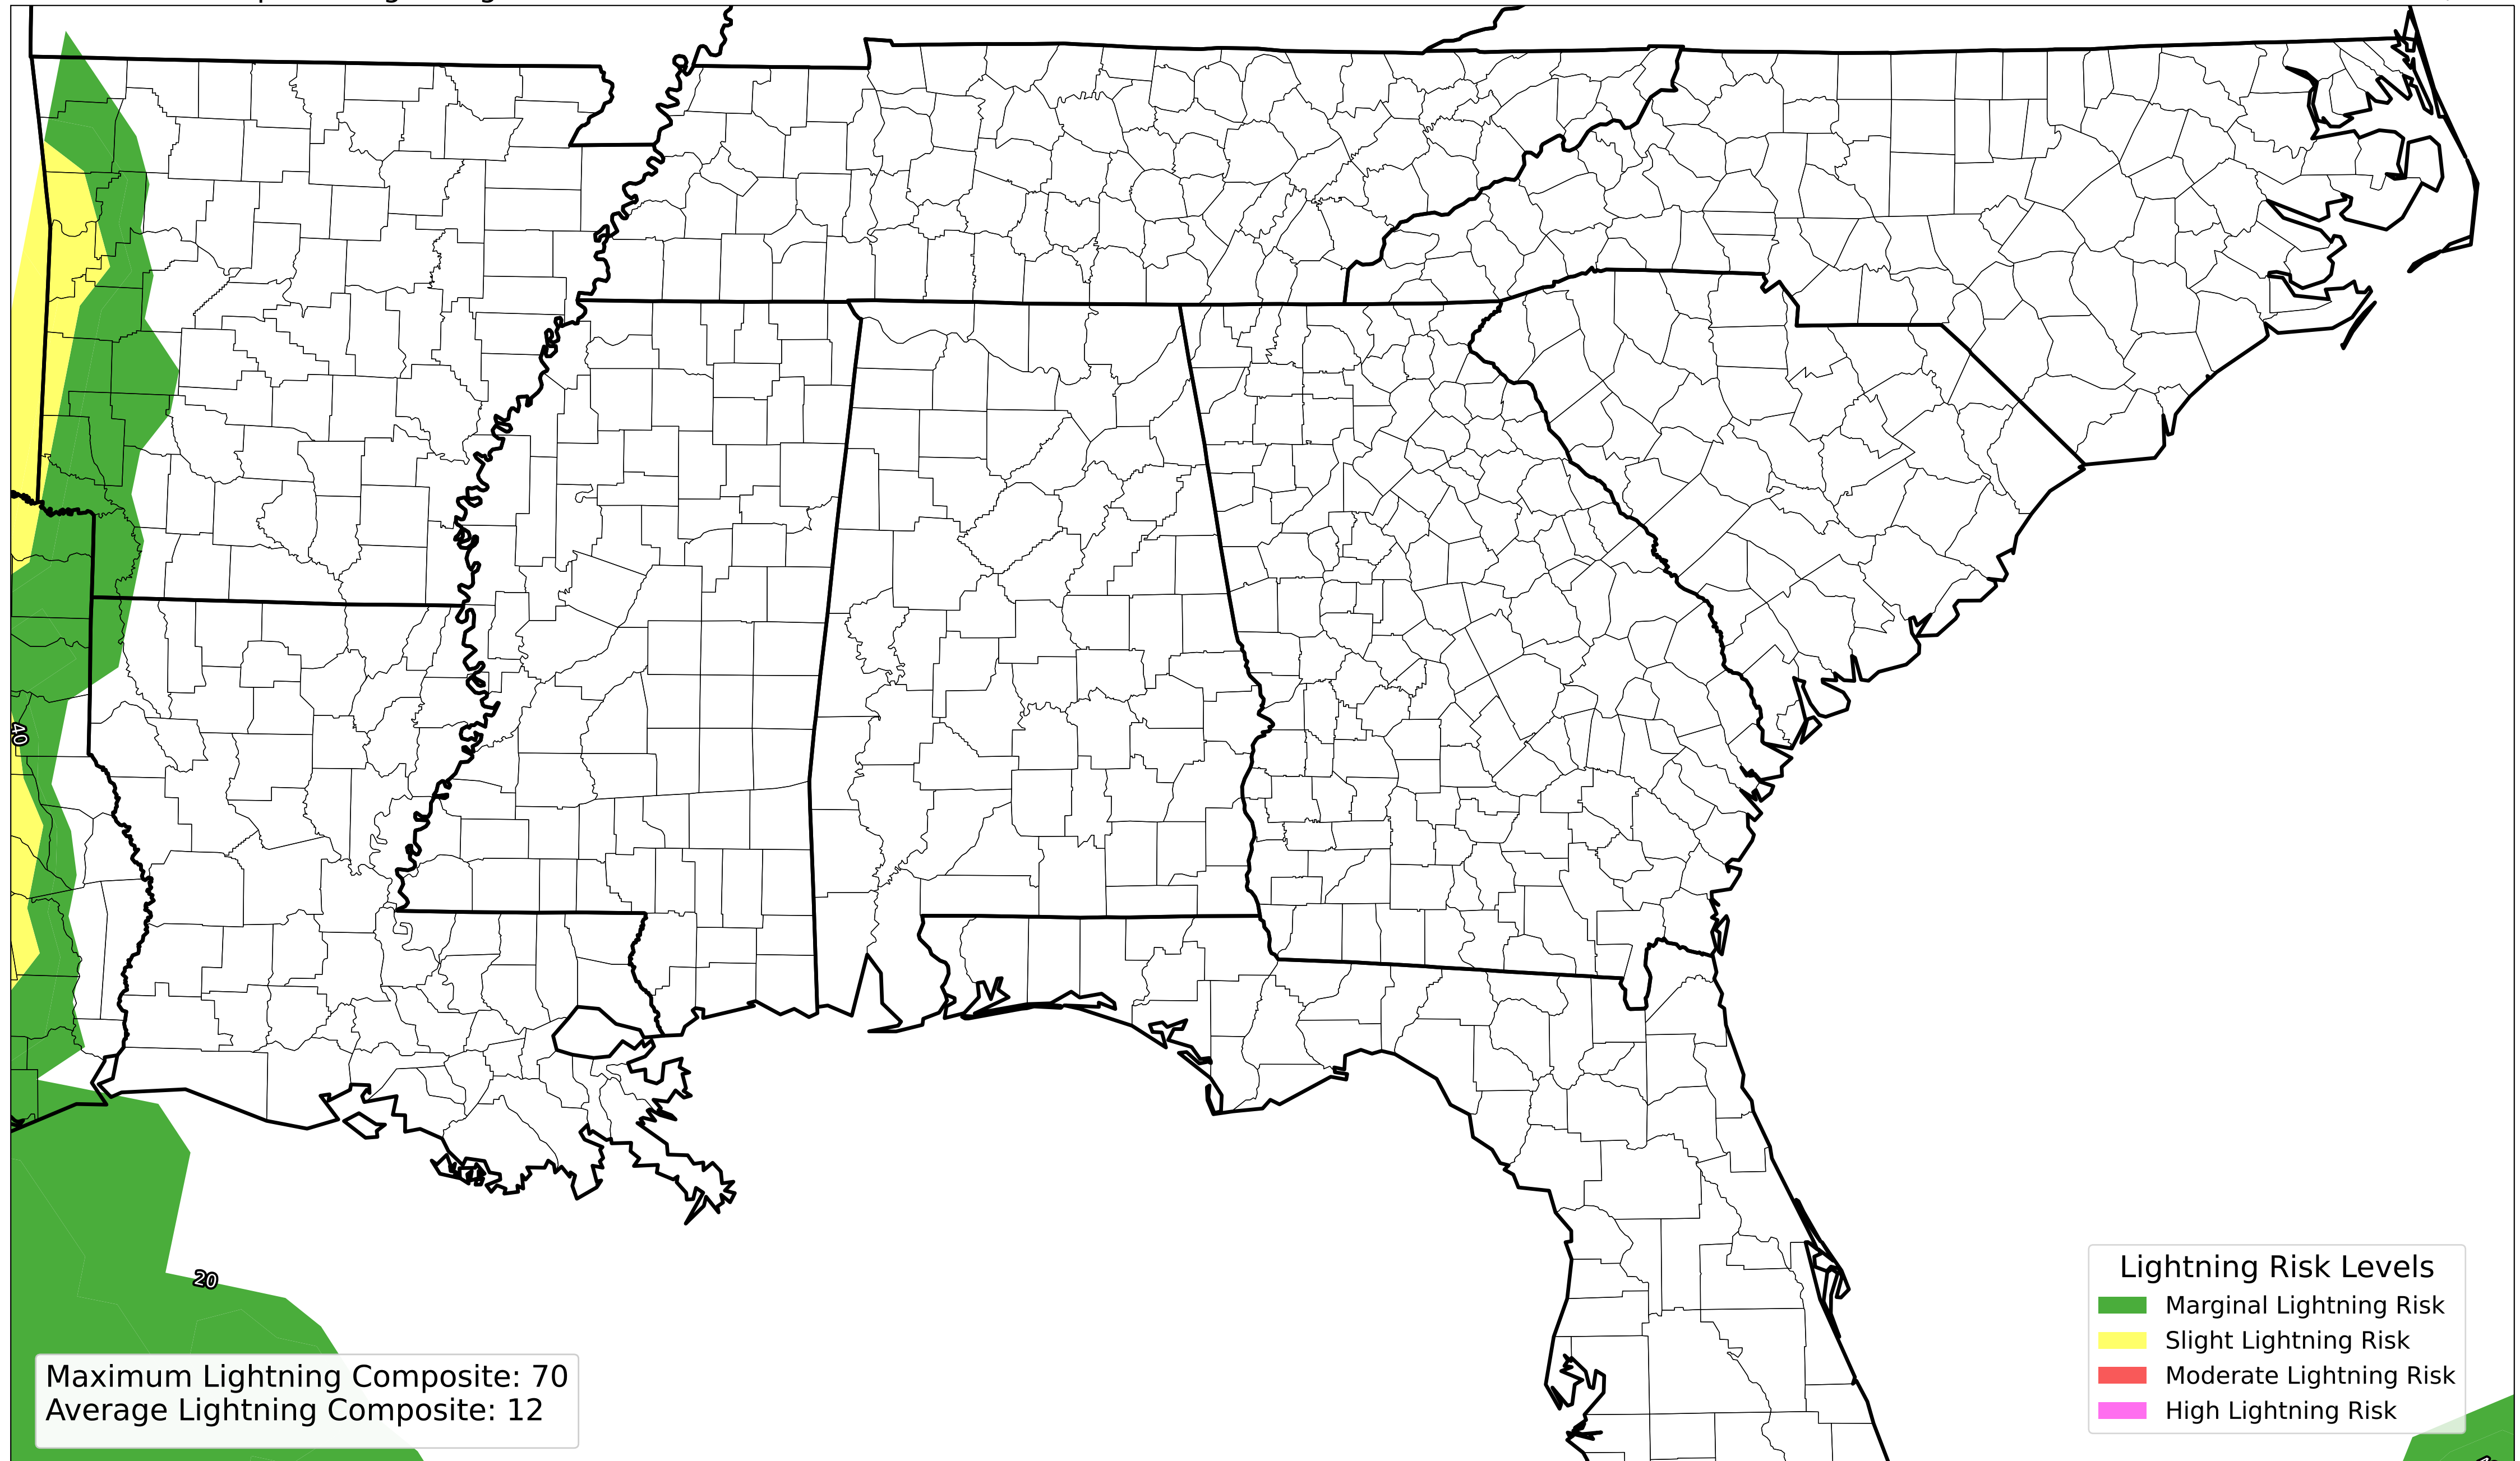 40
20
Maximum Lightning Composite: 70
Average Lightning Composite: 12
Lightning Risk Levels
Marginal Lightning Risk
Slight Lightning Risk
Moderate Lightning Risk
High Lightning Risk